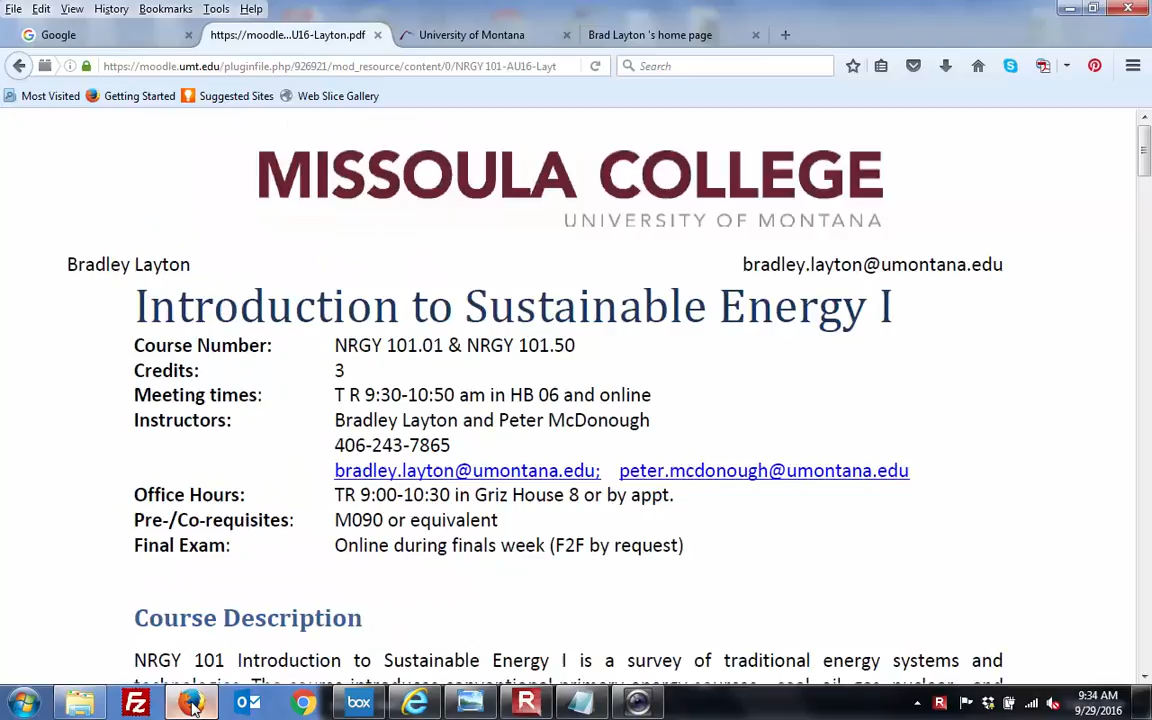 File Edit View History Bookmarks Tools Help
Google https://moodle...U16-Layton.pdf University of Montana Brad Layton 's home page
https://moodle.umt.edu/pluginfile.php/926921/mod_resource/content/0/NRGY 101-AU16-Layt Search
Most Visited Getting Started Suggested Sites Web Slice Gallery
MISSOULA COLLEGE
UNIVERSITY OF MONTANA
Bradley Layton bradley.layton@umontana.edu
Introduction to Sustainable Energy I
Course Number: NRGY 101.01 & NRGY 101.50
Credits: 3
Meeting times: T R 9:30-10:50 am in HB 06 and online
Instructors: Bradley Layton and Peter McDonough
406-243-7865
bradley.layton@umontana.edu; peter.mcdonough@umontana.edu
Office Hours: TR 9:00-10:30 in Griz House 8 or by appt.
Pre-/Co-requisites: M090 or equivalent
Final Exam: Online during finals week (F2F by request)
Course Description
NRGY 101 Introduction to Sustainable Energy I is a survey of traditional energy systems and
box
9:34 AM
9/29/2016